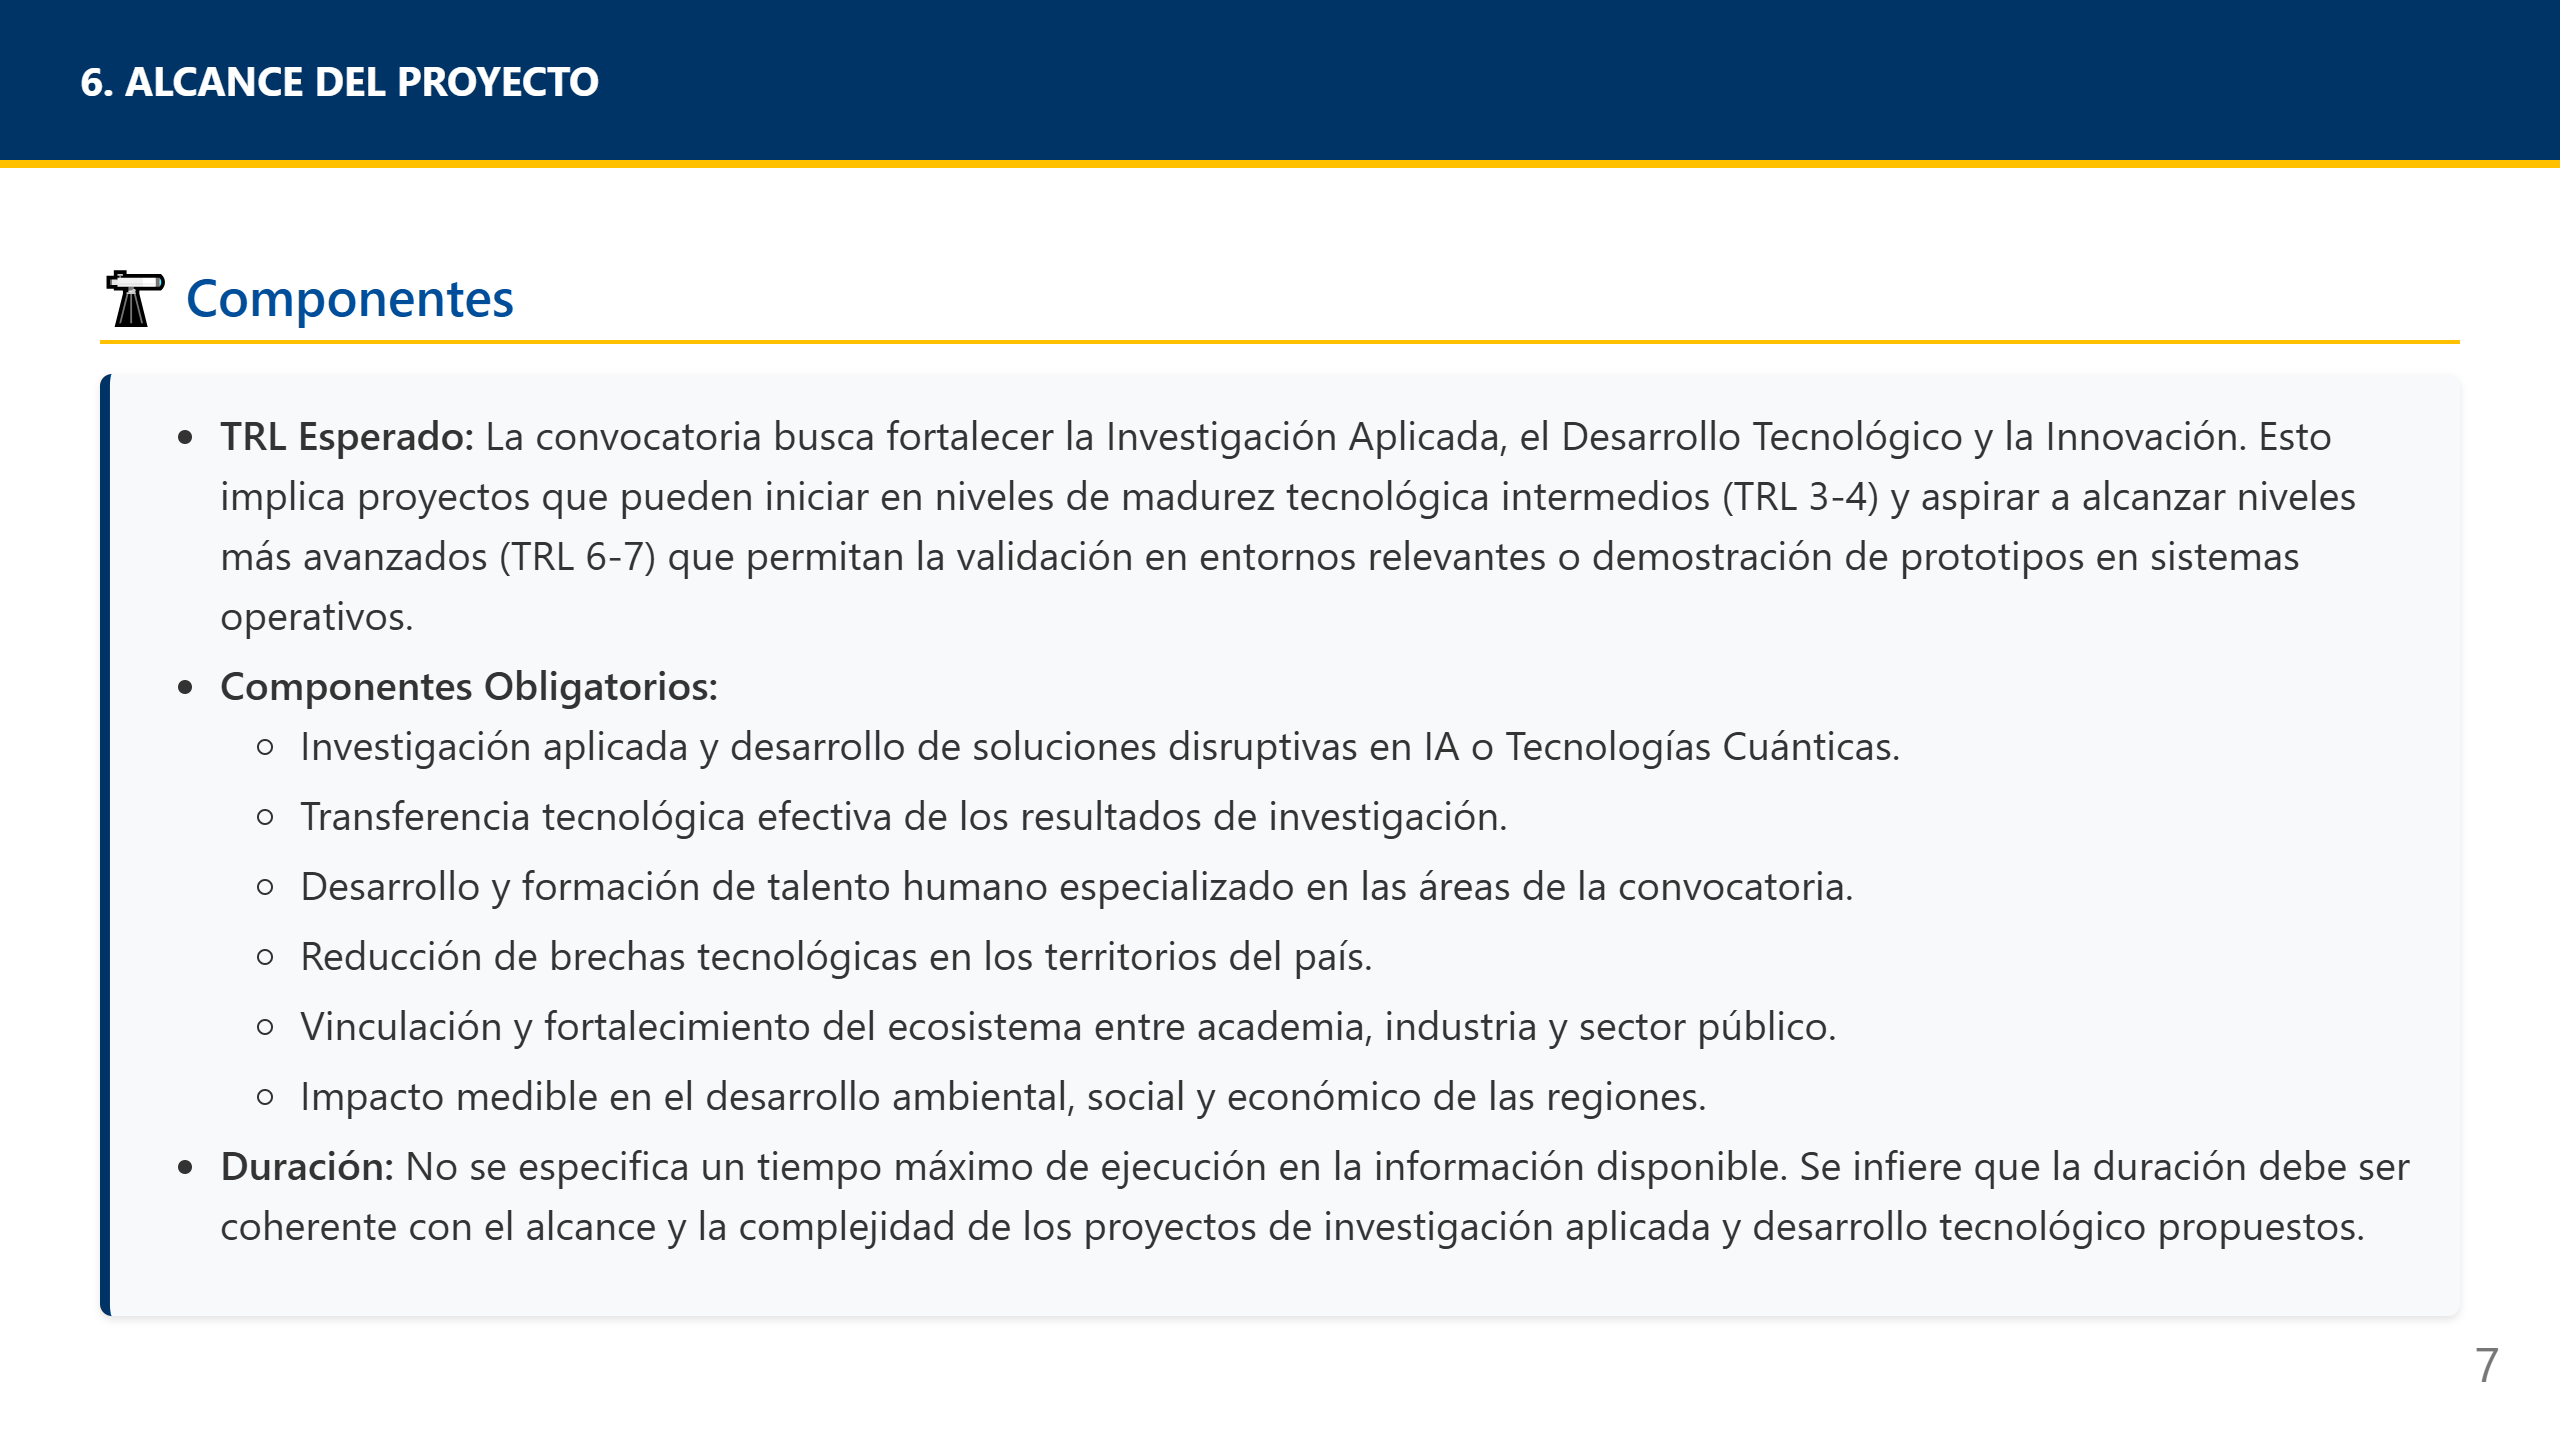 6. ALCANCE DEL PROYECTO
Componentes
• TRL Esperado: La convocatoria busca fortalecer la Investigación Aplicada, el Desarrollo Tecnológico y la Innovación. Esto
implica proyectos que pueden iniciar en niveles de madurez tecnológica intermedios (TRL 3-4) y aspirar a alcanzar niveles
más avanzados (TRL 6-7) que permitan la validación en entornos relevantes o demostración de prototipos en sistemas
operativos.
• Componentes Obligatorios:
○ Investigación aplicada y desarrollo de soluciones disruptivas en IA o Tecnologías Cuánticas.
○ Transferencia tecnológica efectiva de los resultados de investigación.
○ Desarrollo y formación de talento humano especializado en las áreas de la convocatoria.
○ Reducción de brechas tecnológicas en los territorios del país.
○ Vinculación y fortalecimiento del ecosistema entre academia, industria y sector público.
○ Impacto medible en el desarrollo ambiental, social y económico de las regiones.
• Duración: No se especifica un tiempo máximo de ejecución en la información disponible. Se infiere que la duración debe ser
coherente con el alcance y la complejidad de los proyectos de investigación aplicada y desarrollo tecnológico propuestos.
7